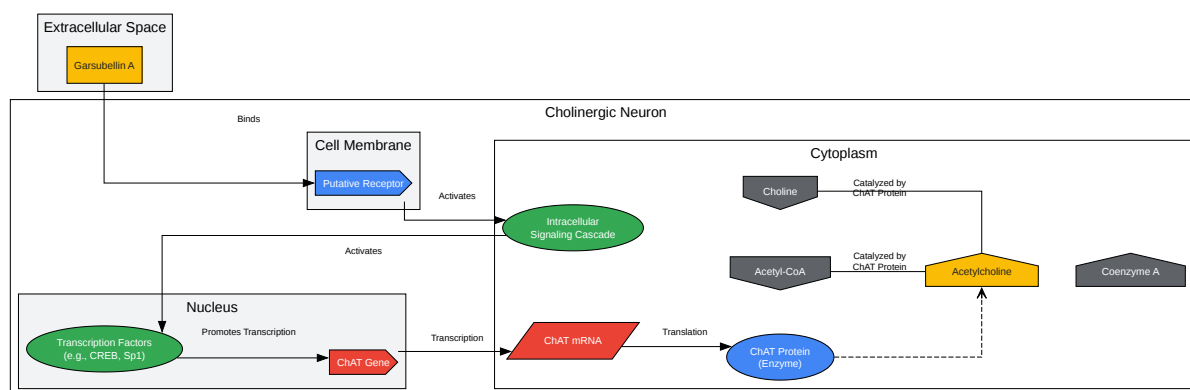 Extracellular Space
Garsubellin A
Cholinergic Neuron
Binds
Cell Membrane
Putative Receptor
Activates
Cytoplasm
Choline
Catalyzed by
ChAT Protein
Intracellular
Signaling Cascade
Activates
Acetyl-CoA
Catalyzed by
ChAT Protein
Acetylcholine
Coenzyme A
Nucleus
Transcription Factors
(e.g., CREB, Sp1)
Promotes Transcription
ChAT Gene
Transcription
ChAT mRNA
Translation
ChAT Protein
(Enzyme)